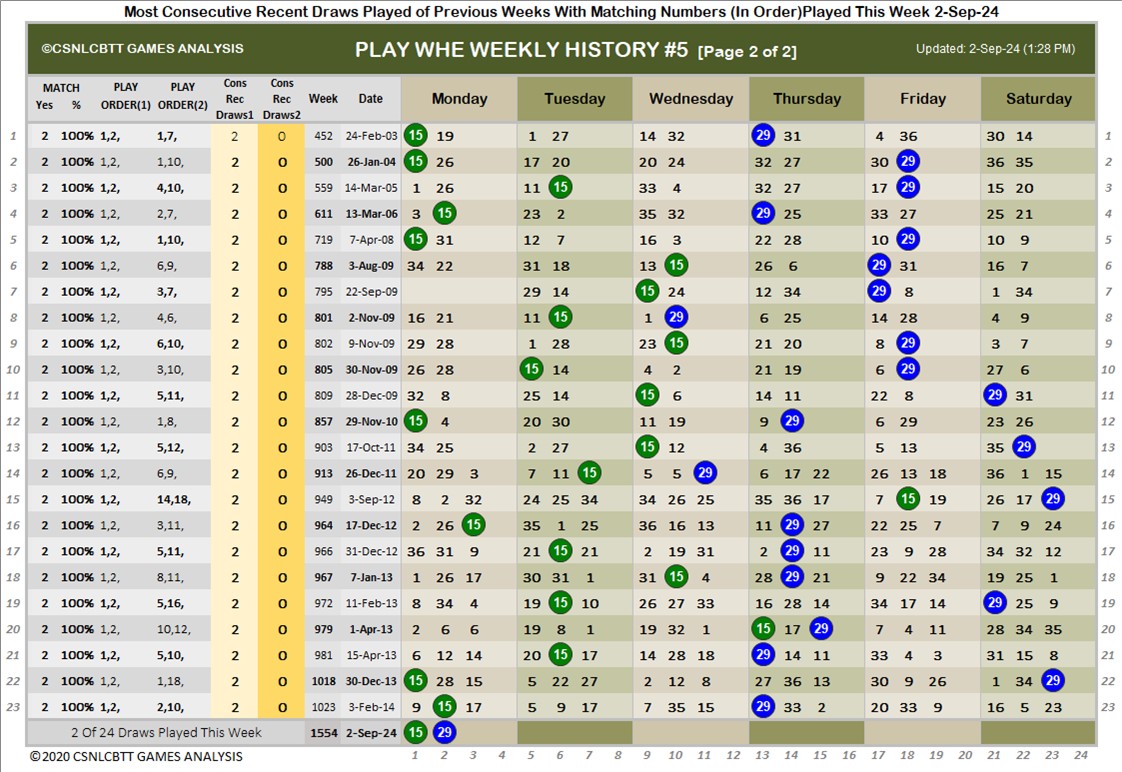 Most Consecutive Recent Draws Played of Previous Weeks With Matching Numbers (In Order)Played This Week 2-Sep-24
©CSNLCBTT GAMES ANALYSIS PLAY WHE WEEKLY HISTORY #5 [Page 2 of 2] Updated: 2-Sep-24 (1:28 PM)
MATCH Yes % PLAY ORDER(1) PLAY ORDER(2) Cons Rec Draws1 Cons Rec Draws2 Week Date Monday Tuesday Wednesday Thursday Friday Saturday
1 2 100% 1,2, 1,7, 2 0 452 24-Feb-03 15 19 1 27 14 32 29 31 4 36 30 14 1
2 2 100% 1,2, 1,10, 2 0 500 26-Jan-04 15 26 17 20 20 24 32 27 30 29 36 35 2
3 2 100% 1,2, 4,10, 2 0 559 14-Mar-05 1 26 11 15 33 4 32 27 17 29 15 20 3
4 2 100% 1,2, 2,7, 2 0 611 13-Mar-06 3 15 23 2 35 32 29 25 33 27 25 21 4
5 2 100% 1,2, 1,10, 2 0 719 7-Apr-08 15 31 12 7 16 3 22 28 10 29 10 9 5
6 2 100% 1,2, 6,9, 2 0 788 3-Aug-09 34 22 31 18 13 15 26 6 29 31 16 7 6
7 2 100% 1,2, 3,7, 2 0 795 22-Sep-09 29 14 15 24 12 34 29 8 1 34 7
8 2 100% 1,2, 4,6, 2 0 801 2-Nov-09 16 21 11 15 1 29 6 25 14 28 4 9 8
9 2 100% 1,2, 6,10, 2 0 802 9-Nov-09 29 28 1 28 23 15 21 20 8 29 3 7 9
10 2 100% 1,2, 3,10, 2 0 805 30-Nov-09 26 28 15 14 4 2 21 19 6 29 27 6 10
11 2 100% 1,2, 5,11, 2 0 809 28-Dec-09 32 8 25 14 15 6 14 11 22 8 29 31 11
12 2 100% 1,2, 1,8, 2 0 857 29-Nov-10 15 4 20 30 11 19 9 29 6 29 23 26 12
13 2 100% 1,2, 5,12, 2 0 903 17-Oct-11 34 25 2 27 15 12 4 36 5 13 35 29 13
14 2 100% 1,2, 6,9, 2 0 913 26-Dec-11 20 29 3 7 11 15 5 5 29 6 17 22 26 13 18 36 1 15 14
15 2 100% 1,2, 14,18, 2 0 949 3-Sep-12 8 2 32 24 25 34 34 26 25 35 36 17 7 15 19 26 17 29 15
16 2 100% 1,2, 3,11, 2 0 964 17-Dec-12 2 26 15 35 1 25 36 16 13 11 29 27 22 25 7 7 9 24 16
17 2 100% 1,2, 5,11, 2 0 966 31-Dec-12 36 31 9 21 15 21 2 19 31 2 29 11 23 9 28 34 32 12 17
18 2 100% 1,2, 8,11, 2 0 967 7-Jan-13 1 26 17 30 31 1 31 15 4 28 29 21 9 22 34 19 25 1 18
19 2 100% 1,2, 5,16, 2 0 972 11-Feb-13 8 34 4 19 15 10 26 27 33 16 28 14 34 17 14 29 25 9 19
20 2 100% 1,2, 10,12, 2 0 979 1-Apr-13 2 6 6 19 8 1 19 32 1 15 17 29 7 4 11 28 34 35 20
21 2 100% 1,2, 5,10, 2 0 981 15-Apr-13 6 12 14 20 15 17 14 28 18 29 14 11 33 4 3 31 15 8 21
22 2 100% 1,2, 1,18, 2 0 1018 30-Dec-13 15 28 15 5 22 27 2 12 8 27 36 13 30 9 26 1 34 29 22
23 2 100% 1,2, 2,10, 2 0 1023 3-Feb-14 9 15 17 5 9 17 7 35 15 29 33 2 20 33 9 16 5 23 23
2 Of 24 Draws Played This Week 1554 2-Sep-24 15 29
©2020 CSNLCBTT GAMES ANALYSIS 1 2 3 4 5 6 7 8 9 10 11 12 13 14 15 16 17 18 19 20 21 22 23 24